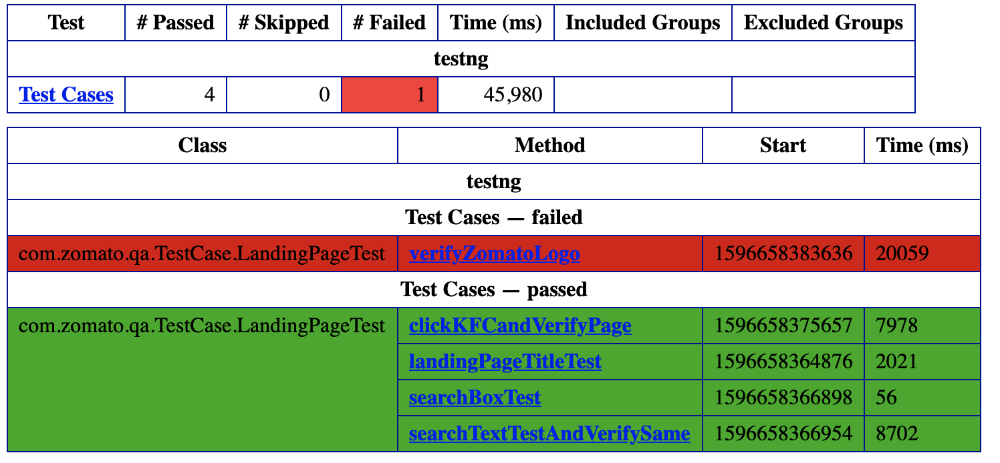 Test # Passed # Skipped # Failed Time (ms) Included Groups Excluded Groups
testng
Test Cases 4 0 1 45,980
Class Method Start Time (ms)
testng
Test Cases — failed
com.zomato.qa.TestCase.LandingPageTest verifyZomatoLogo 1596658383636 20059
Test Cases — passed
com.zomato.qa.TestCase.LandingPageTest clickKFCandVerifyPage 1596658375657 7978
landingPageTitleTest 1596658364876 2021
searchBoxTest 1596658366898 56
searchTextTestAndVerifySame 1596658366954 8702